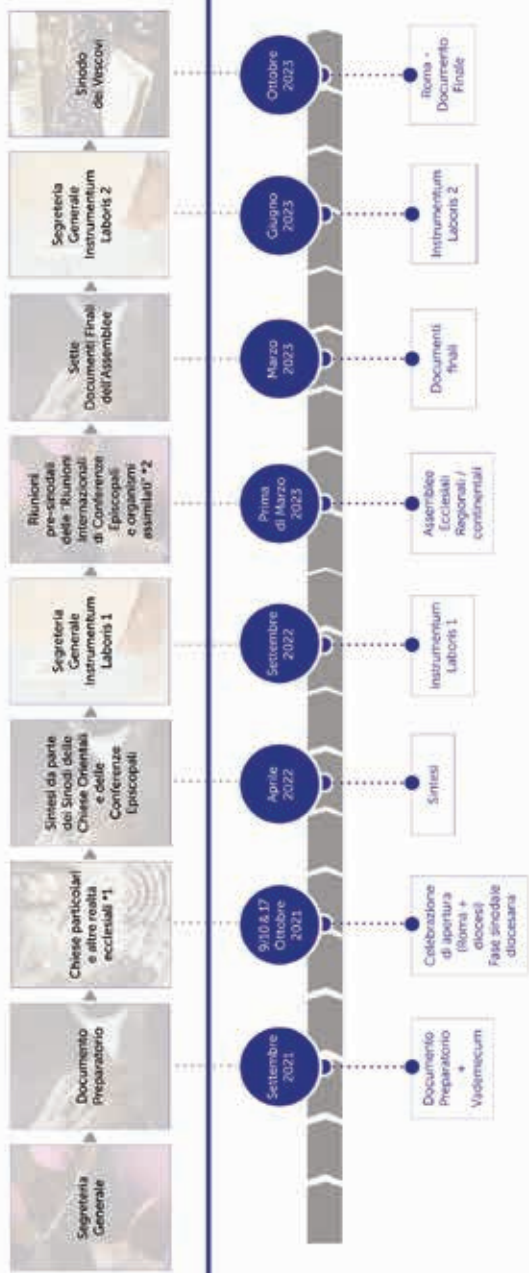 Segreteria
Generale
Documento
Preparatorio
Chiese particolari
e altre realtà
ecclesiali *1
Sintesi da parte
dei Sinodi delle
Chiese Orientali
e delle
Conferenze
Episcopali
Segreteria
Generale
Instrumentum
Laboris 1
Riunioni
pre-sinodali
delle "Riunioni
Internazionali
di Conferenze
Episcopali
e organismi
assimilati" *2
Sette
Documenti Finali
dell'Assemblee
Segreteria
Generale
Instrumentum
Laboris 2
Sinodo
dei Vescovi
Settembre
2021
9/10 & 17
Ottobre
2021
Aprile
2022
Settembre
2022
Prima
di Marzo
2023
Marzo
2023
Giugno
2023
Ottobre
2023
Documento
Preparatorio
+
Vademecum
Celebrazione
di apertura
(Roma +
diocesi)
Fase sinodale
diocesana
Sintesi
Instrumentum
Laboris 1
Assemblee
Ecclesiali
Regionali /
continentali
Documenti
finali
Instrumentum
Laboris 2
Roma -
Documento
Finale